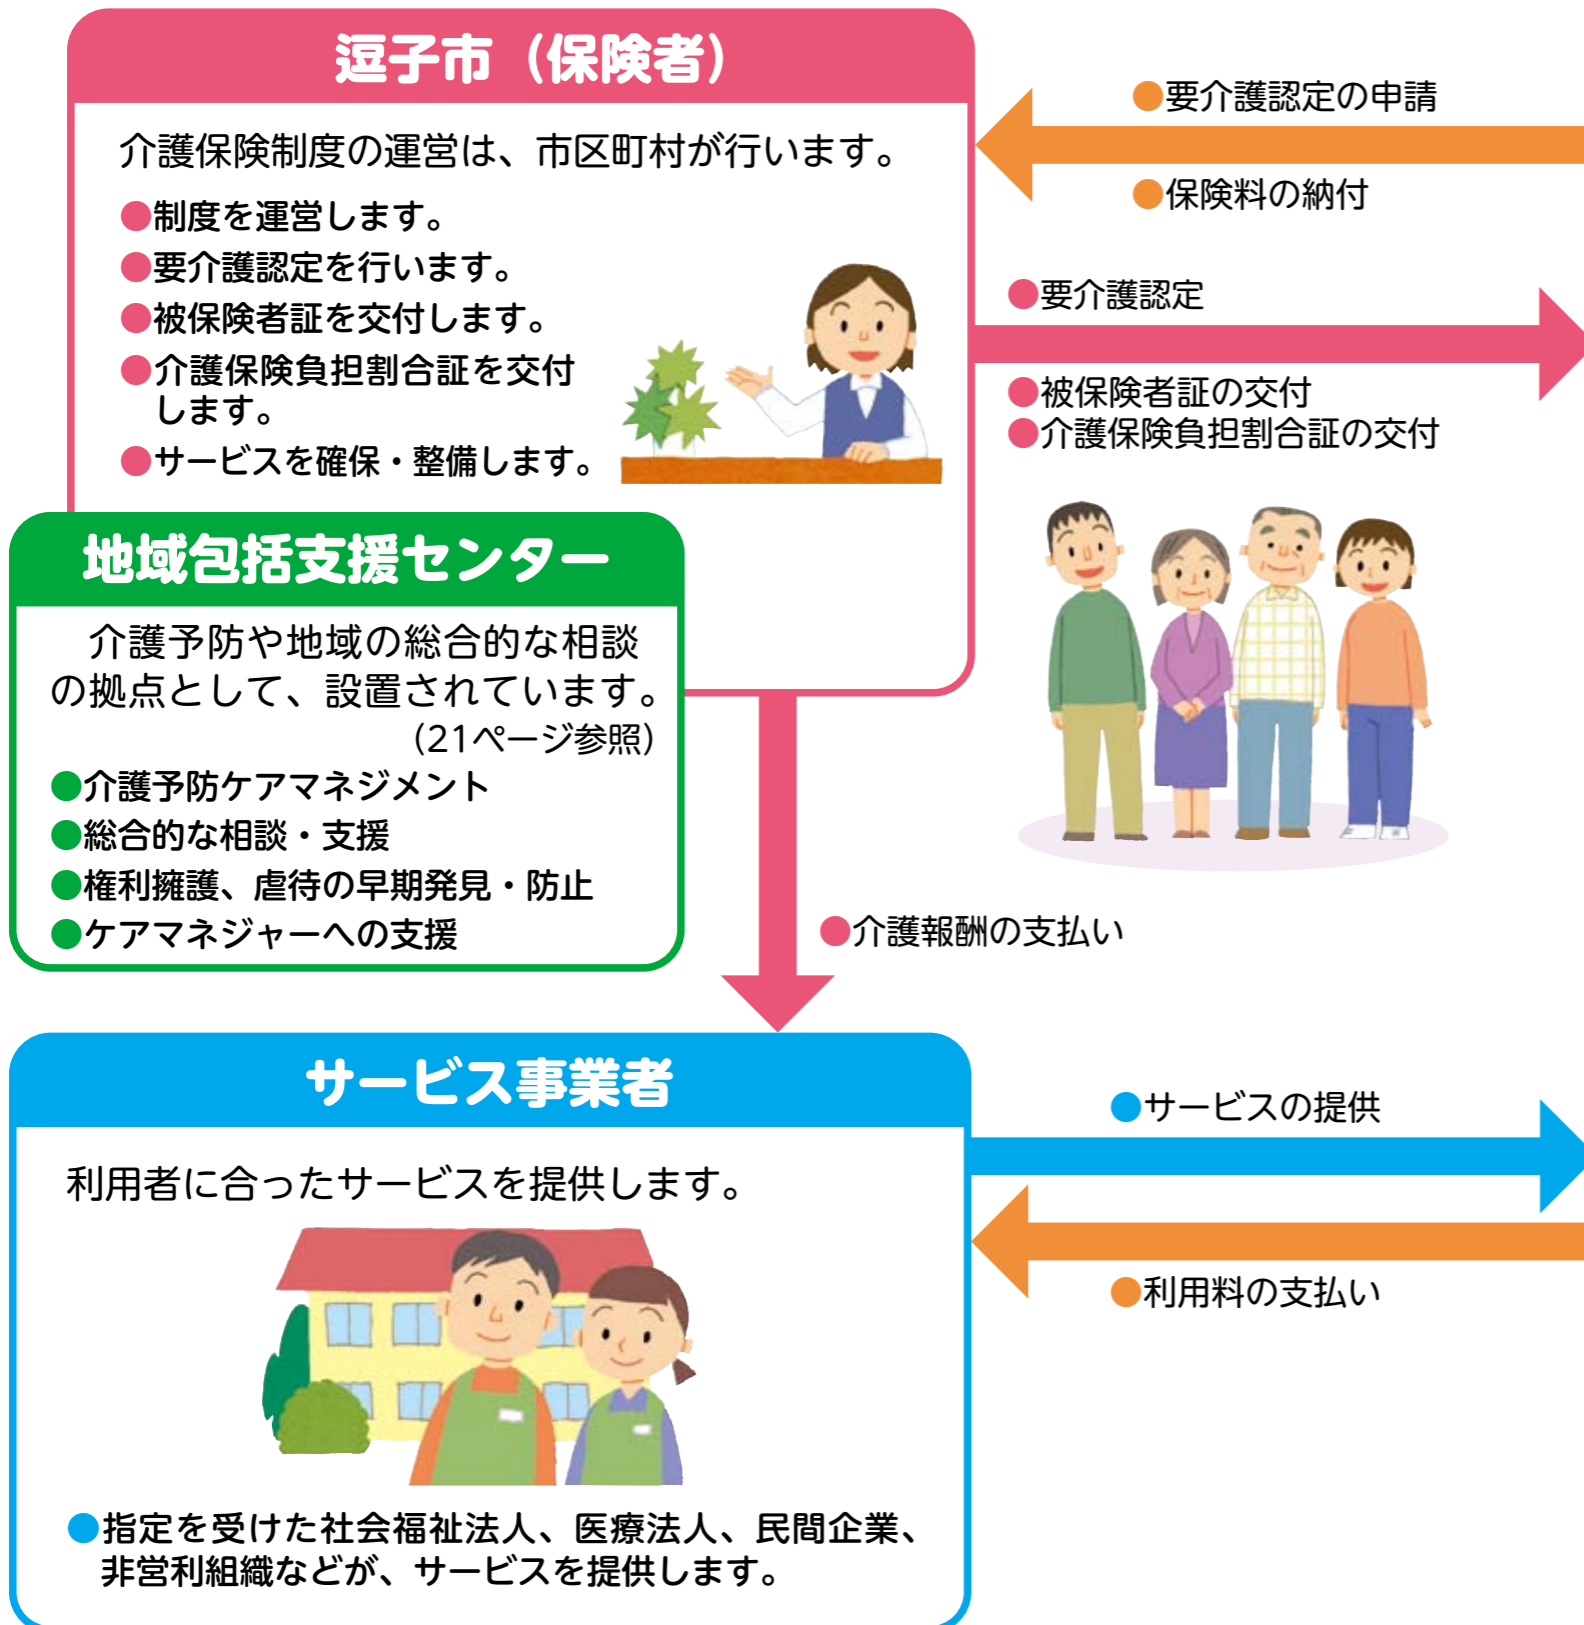 逗子市（保険者）
介護保険制度の運営は、市区町村が行います。
●制度を運営します。
●要介護認定を行います。
●被保険者証を交付します。
●介護保険負担割合証を交付
します。
●サービスを確保・整備します。
●要介護認定の申請
●保険料の納付
●要介護認定
●被保険者証の交付
●介護保険負担割合証の交付
地域包括支援センター
介護予防や地域の総合的な相談
の拠点として、設置されています。
（21ページ参照）
●介護予防ケアマネジメント
●総合的な相談・支援
●権利擁護、虐待の早期発見・防止
●ケアマネジャーへの支援
●介護報酬の支払い
サービス事業者
利用者に合ったサービスを提供します。
●指定を受けた社会福祉法人、医療法人、民間企業、
非営利組織などが、サービスを提供します。
●サービスの提供
●利用料の支払い